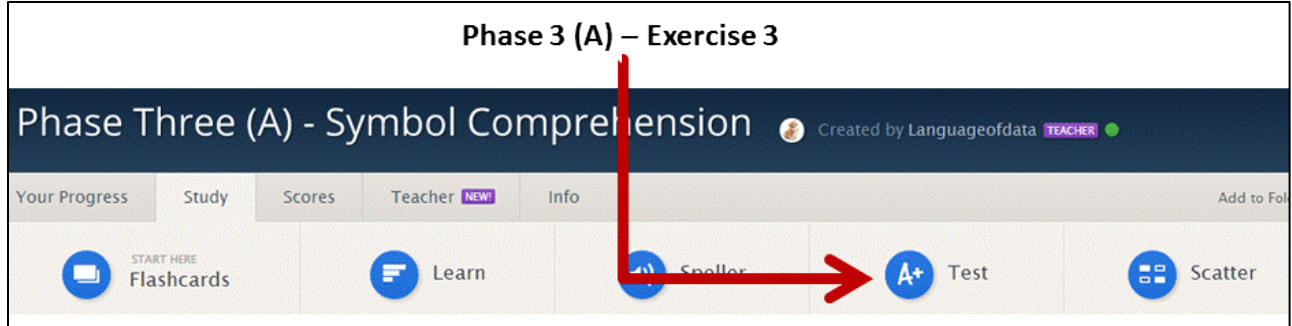 Phase 3 (A) – Exercise 3
Phase Three (A) - Symbol Comprehension Created by Languageofdata TEACHER
Your Progress Study Scores Teacher NEW! Info Add to Fol
START HERE
Flashcards Learn Speller Test Scatter
A+